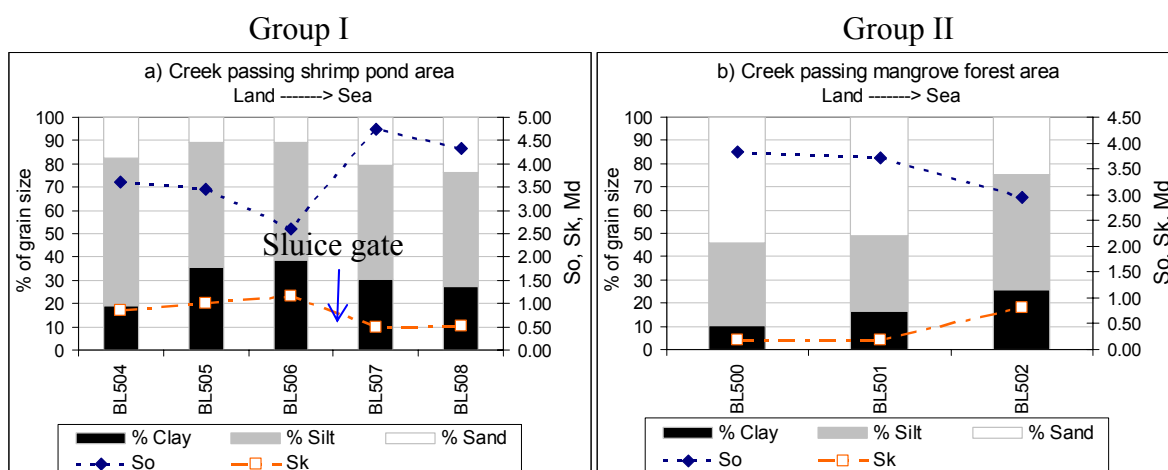 Group I
a) Creek passing shrimp pond area
Land -------> Sea
% of grain size
100
90
80
70
60
50
40
30
20
10
0
5.00
4.50
4.00
3.50
3.00
2.50
2.00
1.50
1.00
0.50
0.00
So, Sk, Md
Sluice gate
BL504
BL505
BL506
BL507
BL508
% Clay
% Silt
% Sand
So
Sk
Group II
b) Creek passing mangrove forest area
Land -------> Sea
% of grain size
100
90
80
70
60
50
40
30
20
10
0
4.50
4.00
3.50
3.00
2.50
2.00
1.50
1.00
0.50
0.00
So, Sk, Md
BL500
BL501
BL502
% Clay
% Silt
% Sand
So
Sk